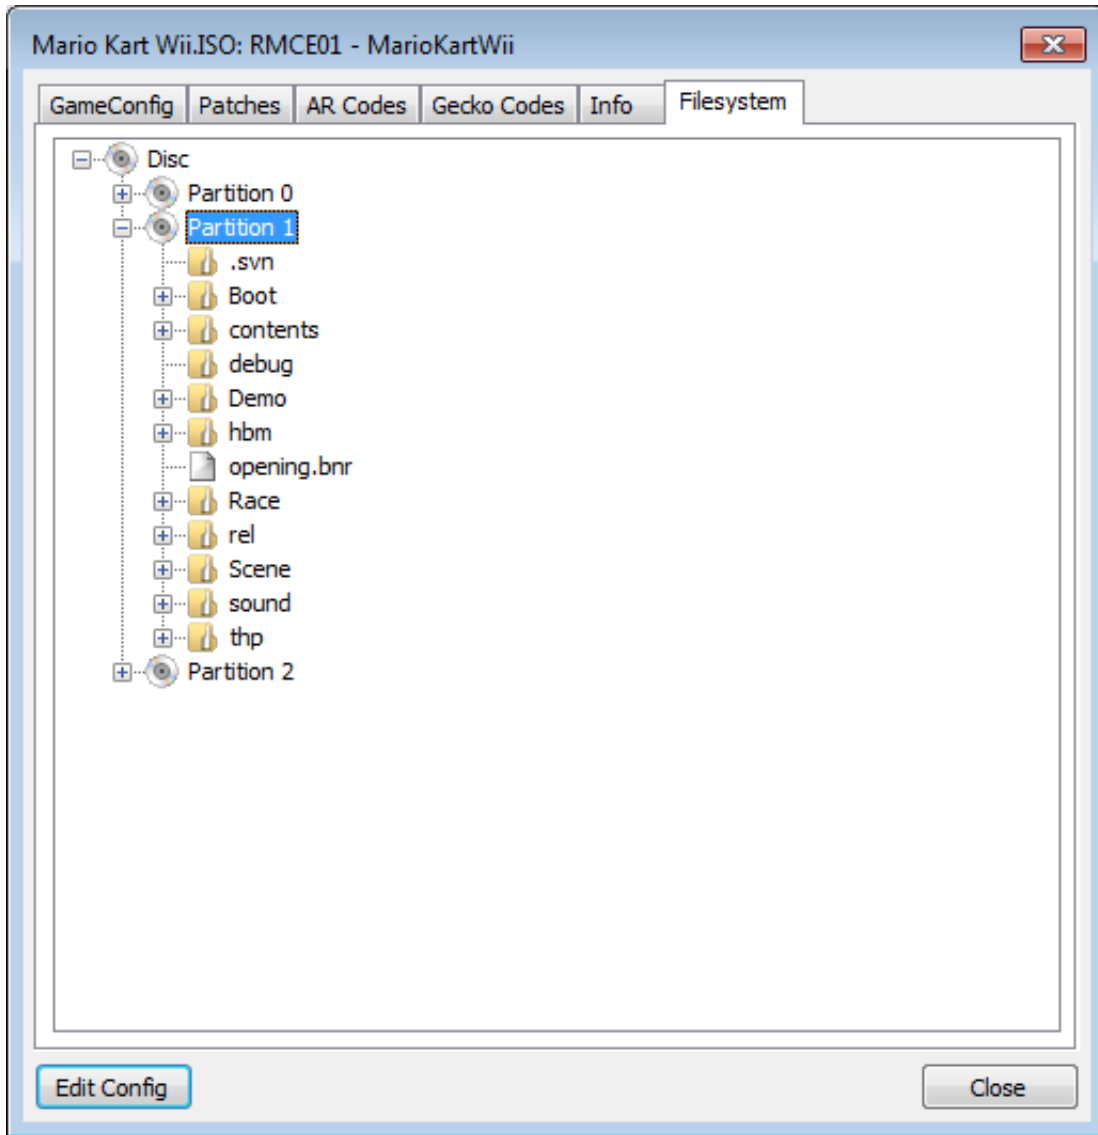 Mario Kart Wii.ISO: RMCE01 - MarioKartWii
GameConfig Patches AR Codes Gecko Codes Info Filesystem
Disc
Partition 0
Partition 1
.svn
Boot
contents
debug
Demo
hbm
opening.bnr
Race
rel
Scene
sound
thp
Partition 2
Edit Config Close